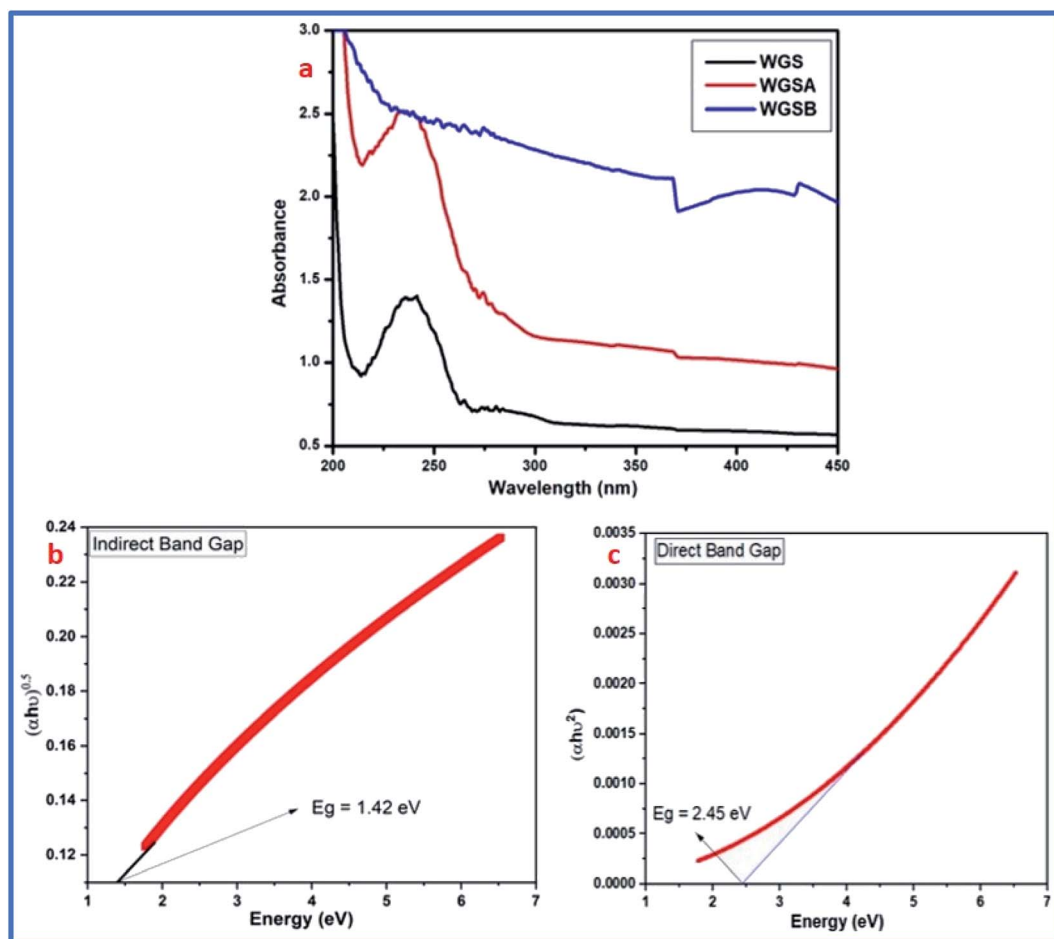 a
WGS
WGSA
WGSB
3.0
2.5
2.0
1.5
1.0
0.5
Absorbance
200 250 300 350 400 450
Wavelength (nm)
b
Indirect Band Gap
0.24
0.22
0.20
0.18
0.16
0.14
0.12
(αhυ)^0.5
Eg = 1.42 eV
1 2 3 4 5 6 7
Energy (eV)
c
Direct Band Gap
0.0035
0.0030
0.0025
0.0020
0.0015
0.0010
0.0005
0.0000
(αhυ²)
Eg = 2.45 eV
1 2 3 4 5 6 7
Energy (eV)